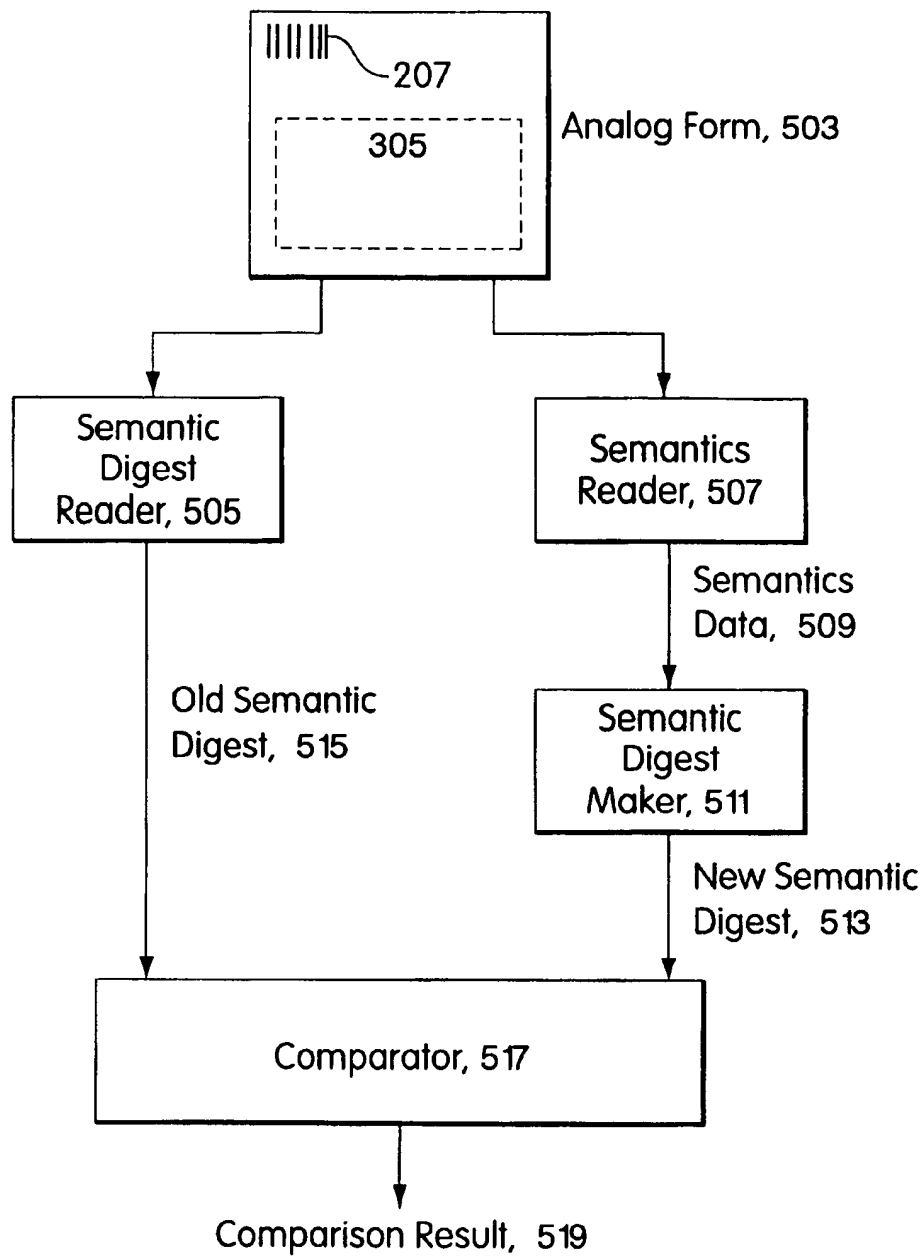 207
Analog Form, 503
305
Semantic
Digest
Reader, 505
Semantics
Reader, 507
Semantics
Data, 509
Old Semantic
Digest, 515
Semantic
Digest
Maker, 511
New Semantic
Digest, 513
Comparator, 517
Comparison Result, 519